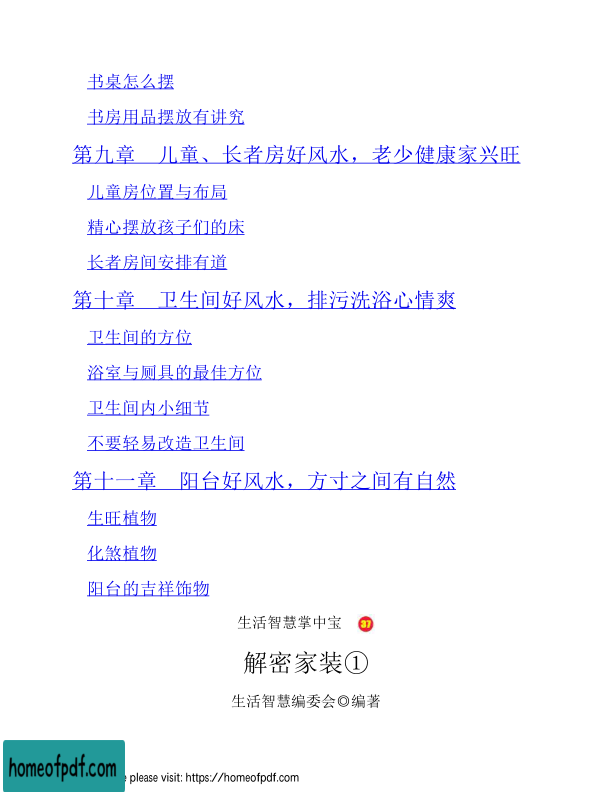 书桌怎么摆
书房用品摆放有讲究
第九章　儿童、长者房好风水，老少健康家兴旺
儿童房位置与布局
精心摆放孩子们的床
长者房间安排有道
第十章　卫生间好风水，排污洗浴心情爽
卫生间的方位
浴室与厕具的最佳方位
卫生间内小细节
不要轻易改造卫生间
第十一章　阳台好风水，方寸之间有自然
生旺植物
化煞植物
阳台的吉祥饰物
生活智慧掌中宝　37
解密家装①
生活智慧编委会◎编著
homeofpdf.com
e please visit: https://homeofpdf.com